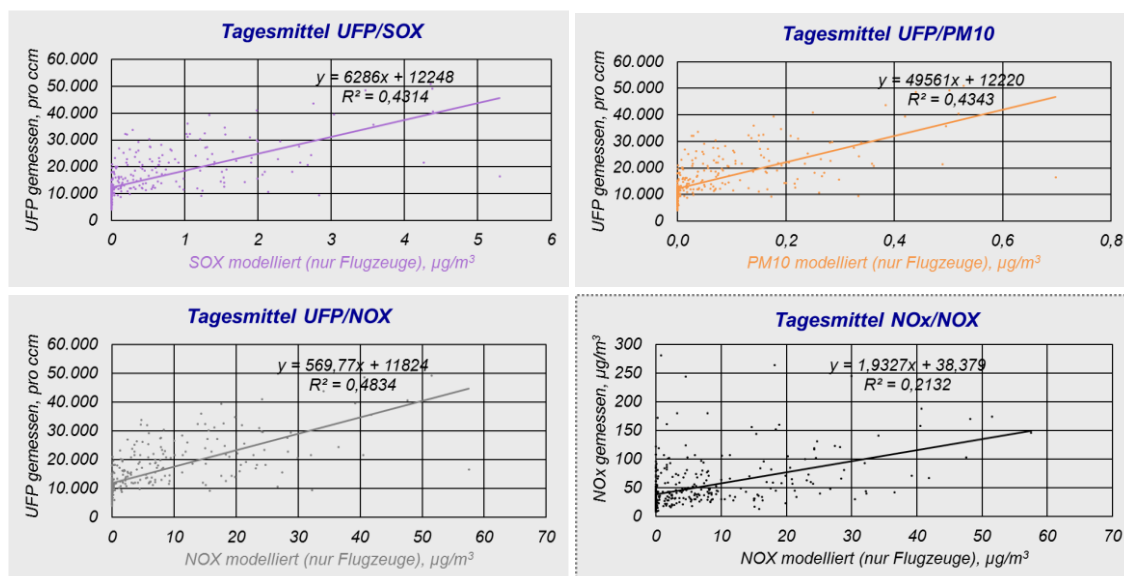 Tagesmittel UFP/SOX
UFP gemessen, pro ccm
60.000
50.000
40.000
30.000
20.000
10.000
0
y = 6286x + 12248
R² = 0,4314
0 1 2 3 4 5 6
SOX modelliert (nur Flugzeuge), µg/m³
Tagesmittel UFP/PM10
UFP gemessen, pro ccm
60.000
50.000
40.000
30.000
20.000
10.000
0
y = 49561x + 12220
R² = 0,4343
0,0 0,2 0,4 0,6 0,8
PM10 modelliert (nur Flugzeuge), µg/m³
Tagesmittel UFP/NOX
UFP gemessen, pro ccm
60.000
50.000
40.000
30.000
20.000
10.000
0
y = 569,77x + 11824
R² = 0,4834
0 10 20 30 40 50 60 70
NOX modelliert (nur Flugzeuge), µg/m³
Tagesmittel NOx/NOX
NOx gemessen, µg/m³
300
250
200
150
100
50
0
y = 1,9327x + 38,379
R² = 0,2132
0 10 20 30 40 50 60 70
NOX modelliert (nur Flugzeuge), µg/m³